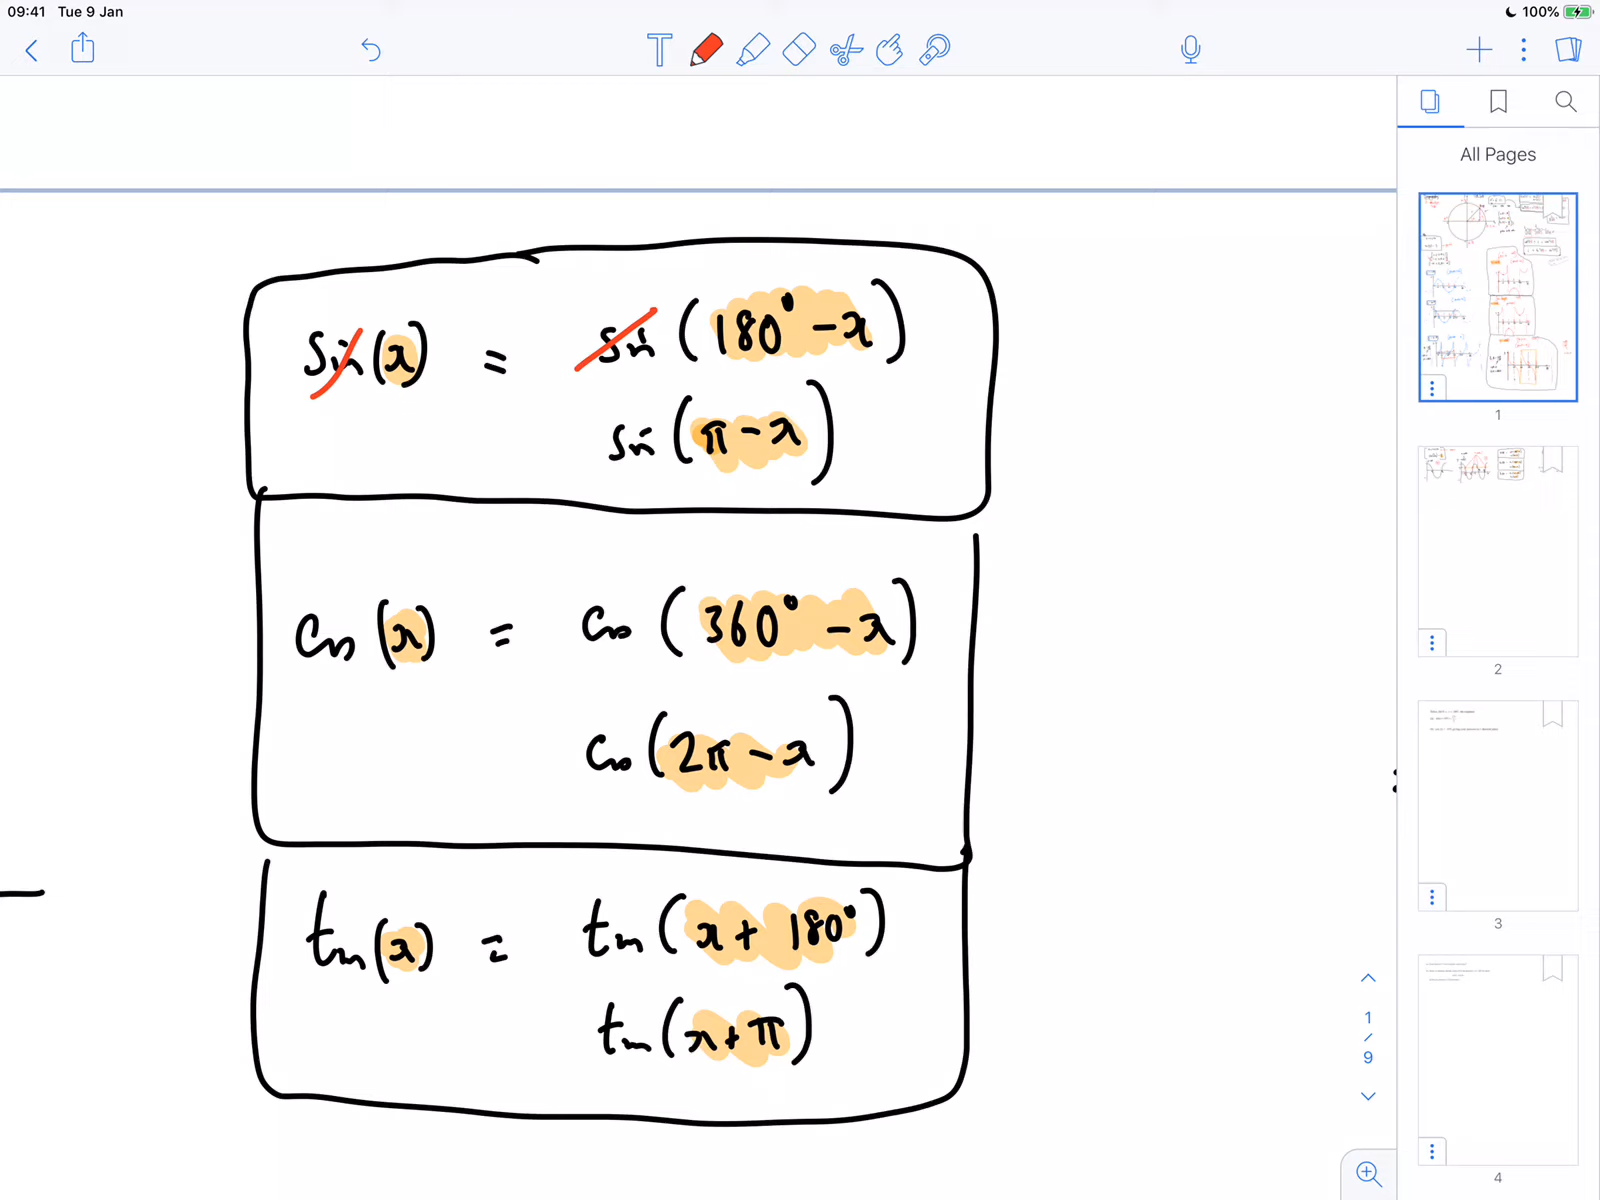 09:41 Tue 9 Jan
100%
All Pages
sin(x) = sin(180°-x)
sin(π-x)
cos(x) = cos(360°-x)
cos(2π-x)
tan(x) = tan(x+180°)
tan(x+π)
1
/
9
1
2
3
4